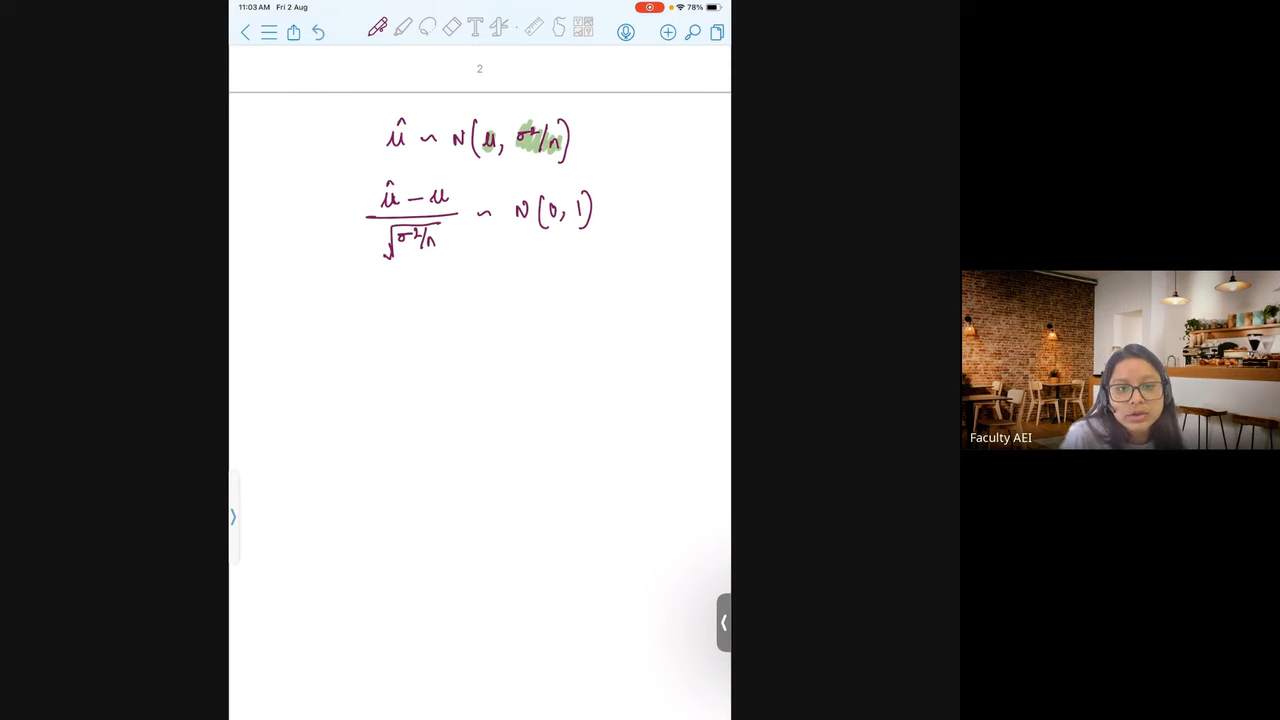 11:03 AM Fri 2 Aug 78%
2
μ̂ ~ N(μ, σ²/n)
μ̂ − μ / √σ²/n ~ N(0, 1)
Faculty AEI